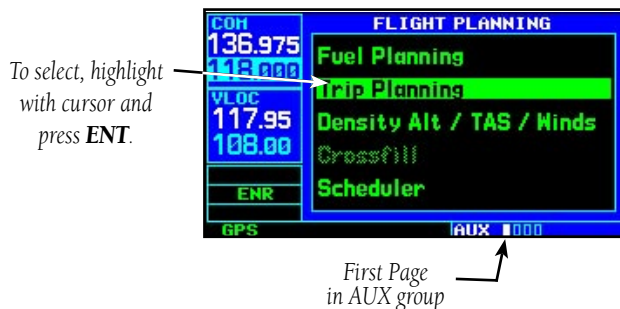 COM
136.975
118.000
VLOC
117.95
108.00
ENR
GPS
FLIGHT PLANNING
Fuel Planning
Trip Planning
Density Alt / TAS / Winds
Crossfill
Scheduler
AUX
To select, highlight
with cursor and
press ENT.
First Page
in AUX group